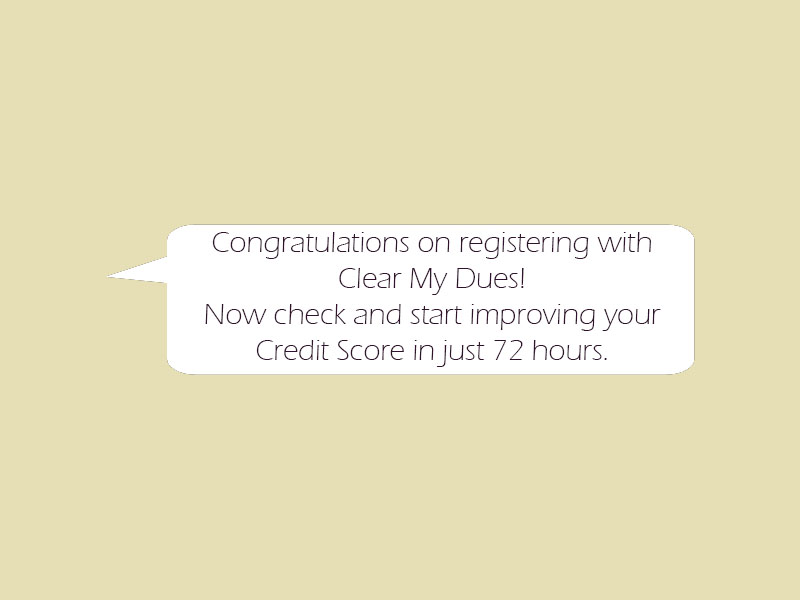 Congratulations on registering with
Clear My Dues!
Now check and start improving your
Credit Score in just 72 hours.